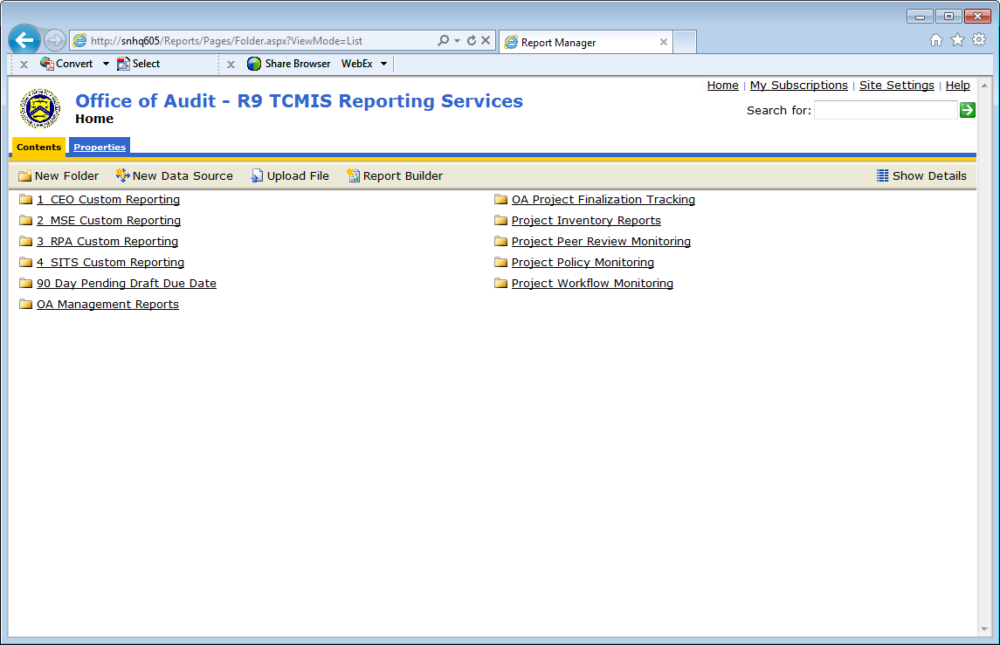 http://snhq605/Reports/Pages/Folder.aspx?ViewMode=List
Report Manager
Convert
Select
Share Browser
WebEx
Home | My Subscriptions | Site Settings | Help
Office of Audit - R9 TCMIS Reporting Services
Home
Search for:
Contents
Properties
New Folder
New Data Source
Upload File
Report Builder
Show Details
1_CEO Custom Reporting
2_MSE Custom Reporting
3_RPA Custom Reporting
4_SITS Custom Reporting
90 Day Pending Draft Due Date
OA Management Reports
OA Project Finalization Tracking
Project Inventory Reports
Project Peer Review Monitoring
Project Policy Monitoring
Project Workflow Monitoring